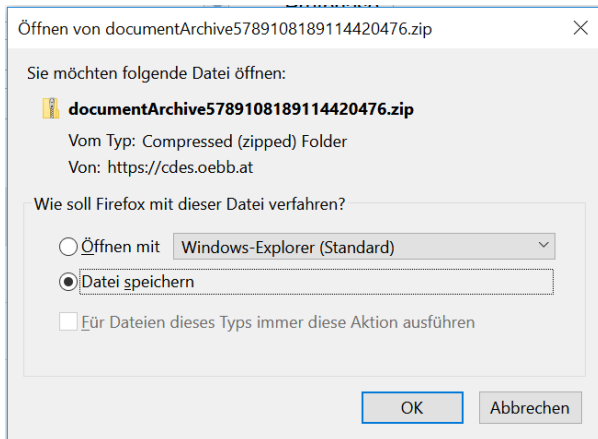 Öffnen von documentArchive5789108189114420476.zip
Sie möchten folgende Datei öffnen:
documentArchive5789108189114420476.zip
Vom Typ: Compressed (zipped) Folder
Von: https://cdes.oebb.at
Wie soll Firefox mit dieser Datei verfahren?
Öffnen mit Windows-Explorer (Standard)
Datei speichern
Für Dateien dieses Typs immer diese Aktion ausführen
OK Abbrechen